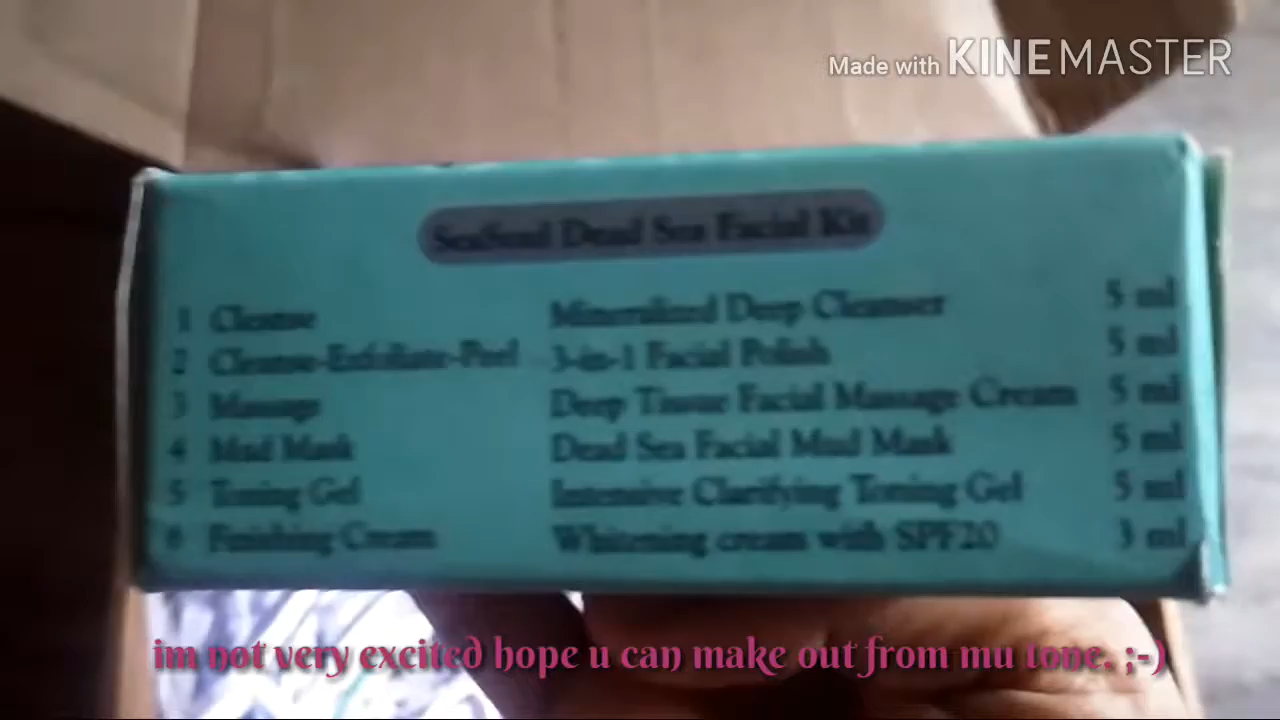 Made with KINEMASTER
SeaSoul Dead Sea Facial Kit
1 Cleanse Mineralized Deep Cleanser 5 ml
2 Cleanse-Exfoliate-Peel 3-in-1 Facial Polish 5 ml
3 Massage Deep Tissue Facial Massage Cream 5 ml
4 Mud Mask Dead Sea Facial Mud Mask 5 ml
5 Toning Gel Intensive Clarifying Toning Gel 5 ml
6 Finishing Cream Whitening cream with SPF20 3 ml
im not very excited hope u can make out from mu tone. ;-)